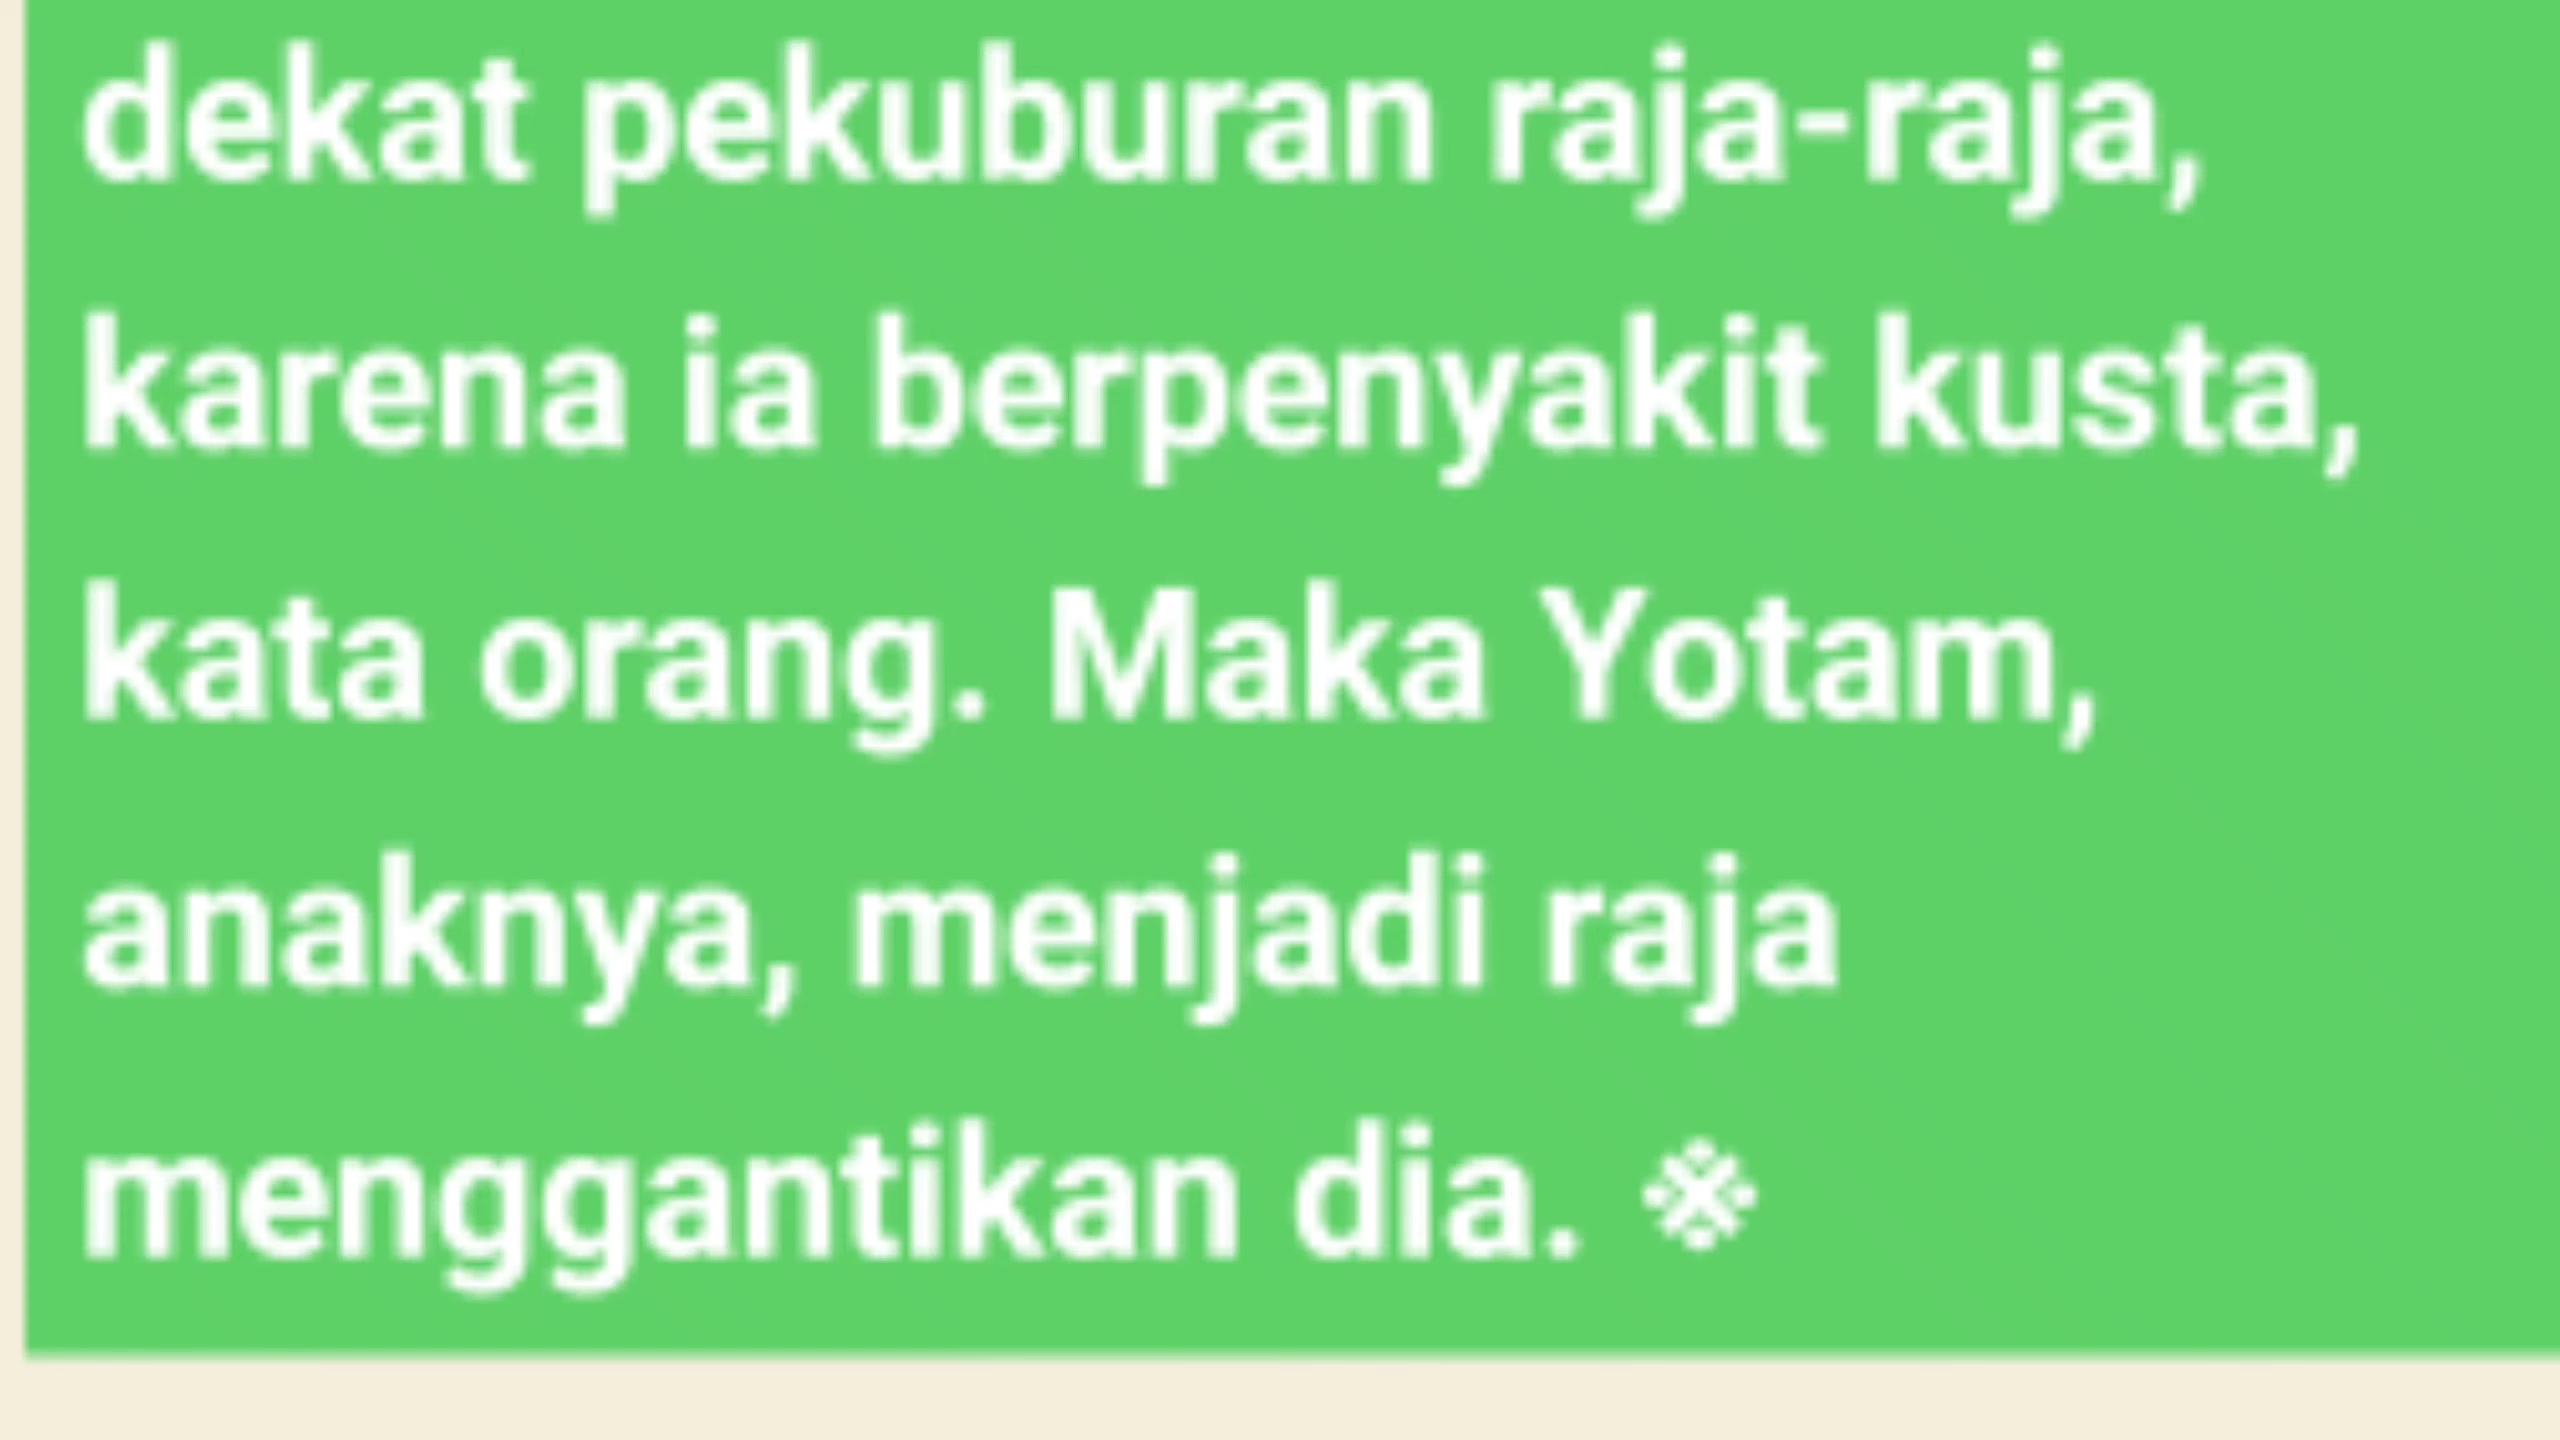 dekat pekuburan raja-raja,
karena ia berpenyakit kusta,
kata orang. Maka Yotam,
anaknya, menjadi raja
menggantikan dia. ※